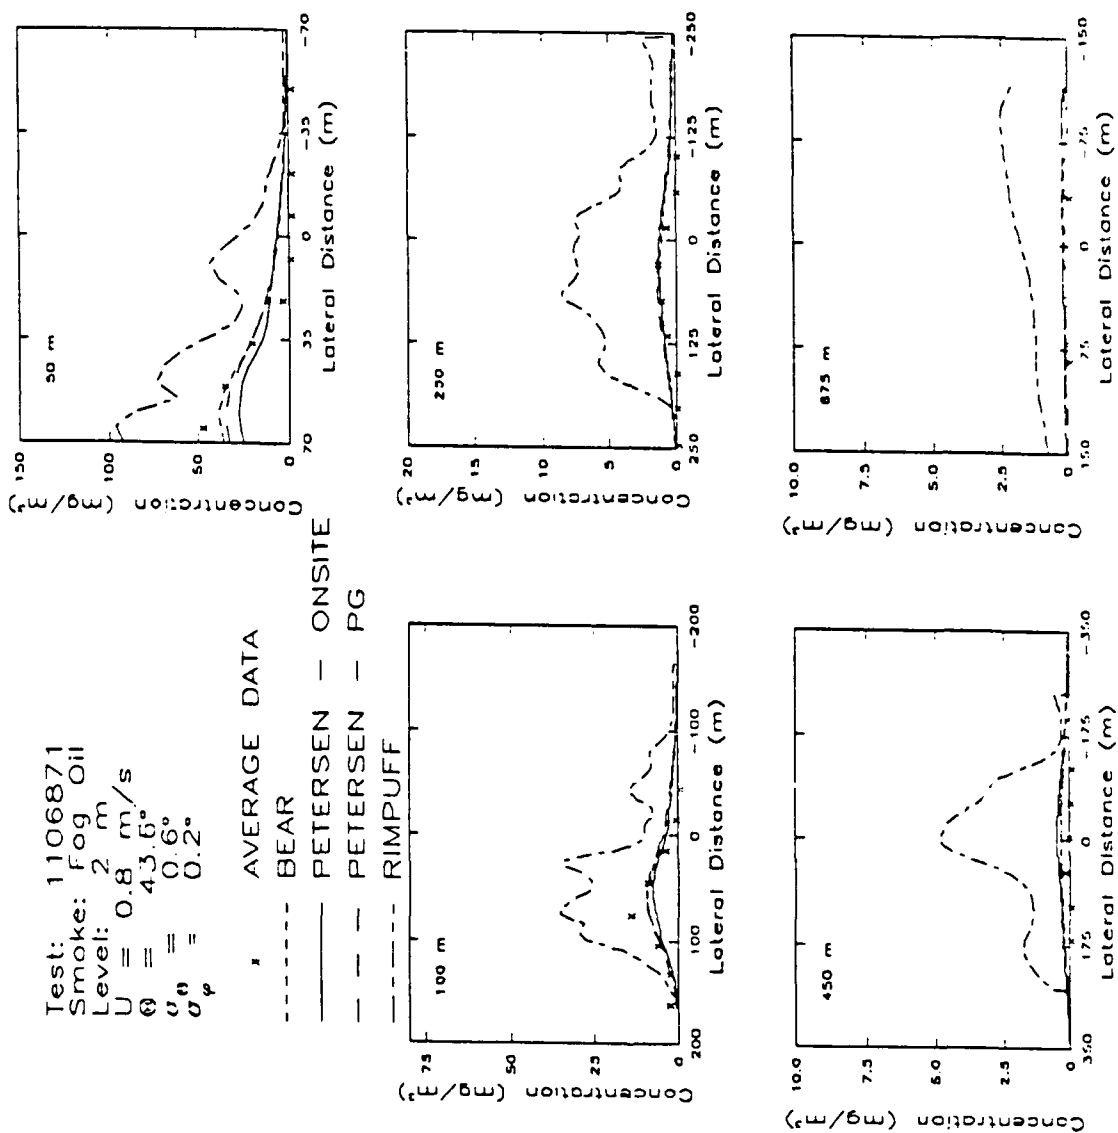 Test: 1106871
Smoke: Fog Oil
Level: 2 m
U = 0.8 m/s
Θ = 43.6°
σθ = 0.6°
σφ = 0.2°
× AVERAGE DATA
BEAR
PETERSEN — ONSITE
PETERSEN — PG
RIMPUFF
50 m
150
100
50
0
Concentration (mg/m³)
70
35
0
-35
-70
Lateral Distance (m)
100 m
75
50
25
0
Concentration (mg/m³)
200
100
0
-100
-200
Lateral Distance (m)
250 m
20
15
10
5
0
Concentration (mg/m³)
250
125
0
-125
-250
Lateral Distance (m)
450 m
10.0
7.5
5.0
2.5
0
Concentration (mg/m³)
350
175
0
-175
-350
Lateral Distance (m)
675 m
10.0
7.5
5.0
2.5
0
Concentration (mg/m³)
150
75
0
-75
-150
Lateral Distance (m)